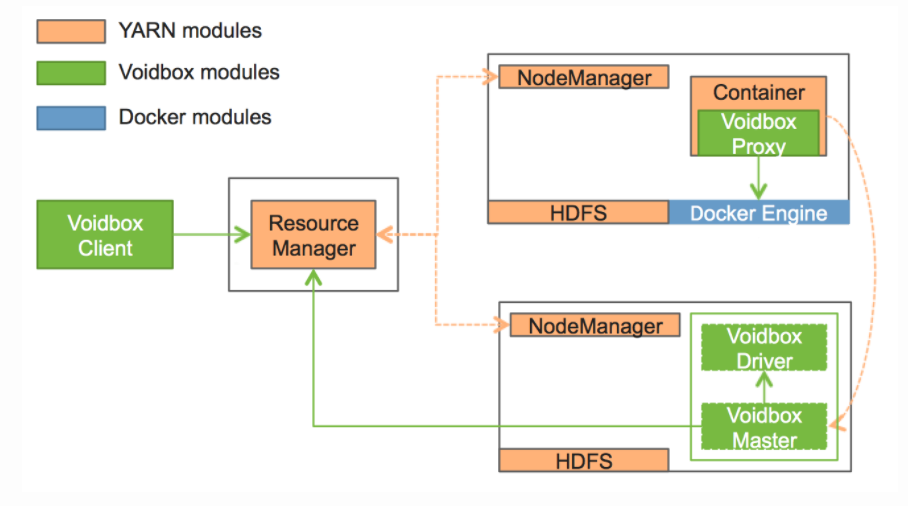 YARN modules
Voidbox modules
Docker modules
NodeManager
Container
Voidbox
Proxy
HDFS
Docker Engine
Voidbox
Client
Resource
Manager
NodeManager
Voidbox
Driver
Voidbox
Master
HDFS